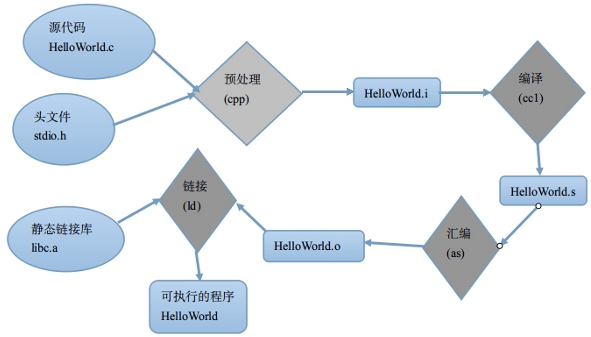 源代码
HelloWorld.c
头文件
stdio.h
预处理
(cpp)
HelloWorld.i
编译
(cc1)
HelloWorld.s
汇编
(as)
HelloWorld.o
链接
(ld)
静态链接库
libc.a
可执行的程序
HelloWorld